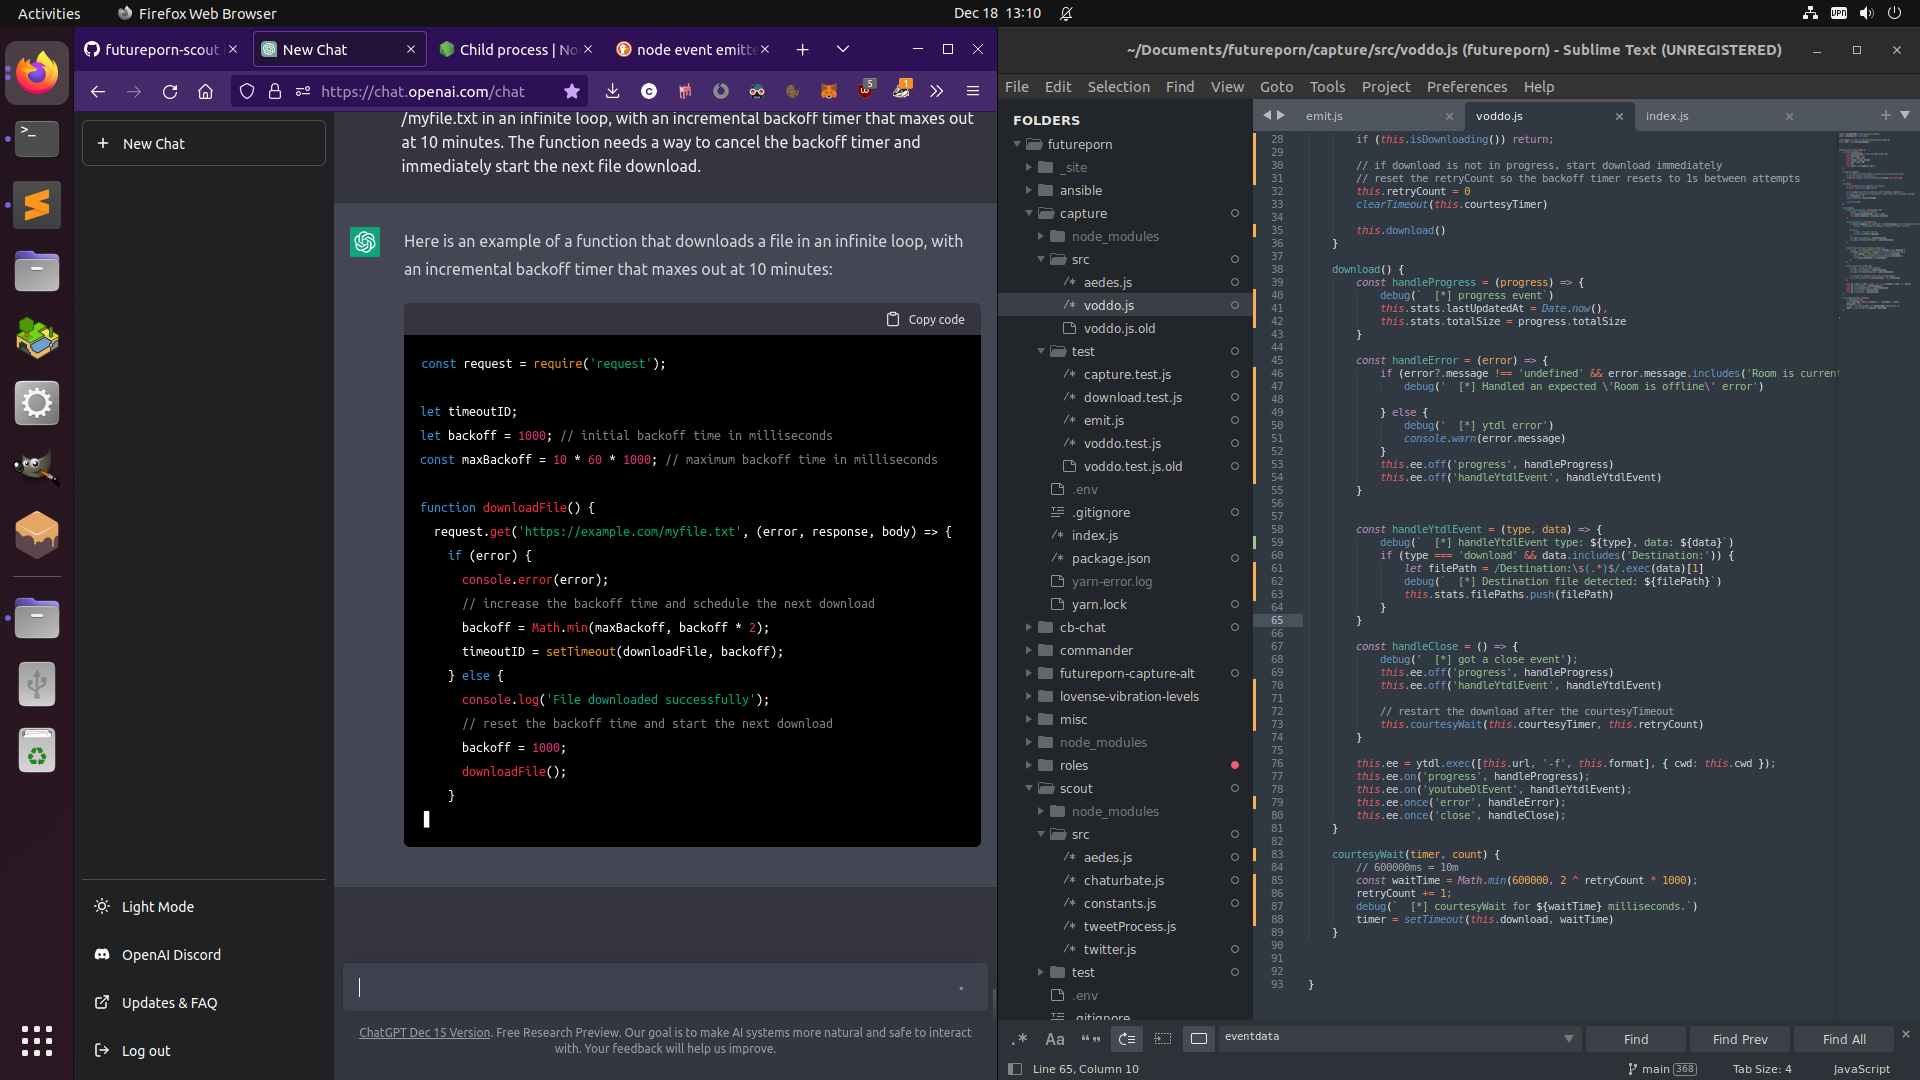 Activities
Firefox Web Browser
Dec 18 13:10
VPN
futureporn-scout
New Chat
Child process | No
node event emitte
https://chat.openai.com/chat
5
1
New Chat
Light Mode
OpenAI Discord
Updates & FAQ
Log out
/myfile.txt in an infinite loop, with an incremental backoff timer that maxes out
at 10 minutes. The function needs a way to cancel the backoff timer and
immediately start the next file download.
Here is an example of a function that downloads a file in an infinite loop, with
an incremental backoff timer that maxes out at 10 minutes:
Copy code
const request = require('request');
let timeoutID;
let backoff = 1000; // initial backoff time in milliseconds
const maxBackoff = 10 * 60 * 1000; // maximum backoff time in milliseconds
function downloadFile() {
request.get('https://example.com/myfile.txt', (error, response, body) => {
if (error) {
console.error(error);
// increase the backoff time and schedule the next download
backoff = Math.min(maxBackoff, backoff * 2);
timeoutID = setTimeout(downloadFile, backoff);
} else {
console.log('File downloaded successfully');
// reset the backoff time and start the next download
backoff = 1000;
downloadFile();
}
ChatGPT Dec 15 Version. Free Research Preview. Our goal is to make AI systems more natural and safe to interact
with. Your feedback will help us improve.
~/Documents/futureporn/capture/src/voddo.js (futureporn) - Sublime Text (UNREGISTERED)
File Edit Selection Find View Goto Tools Project Preferences Help
FOLDERS
futureporn
_site
ansible
capture
node_modules
src
/* aedes.js
/* voddo.js
voddo.js.old
test
/* capture.test.js
/* download.test.js
/* emit.js
/* voddo.test.js
voddo.test.js.old
.env
.gitignore
/* index.js
/* package.json
yarn-error.log
yarn.lock
cb-chat
commander
futureporn-capture-alt
lovense-vibration-levels
misc
node_modules
roles
scout
node_modules
src
/* aedes.js
/* chaturbate.js
/* constants.js
/* tweetProcess.js
/* twitter.js
test
.env
.gitignore
emit.js
voddo.js
index.js
28 if (this.isDownloading()) return;
29
30 // if download is not in progress, start download immediately
31 // reset the retryCount so the backoff timer resets to 1s between attempts
32 this.retryCount = 0
33 clearTimeout(this.courtesyTimer)
34
35 this.download()
36 }
37
38 download() {
39 const handleProgress = (progress) => {
40 debug(`  [*] progress event`)
41 this.stats.lastUpdatedAt = Date.now(),
42 this.stats.totalSize = progress.totalSize
43 }
44
45 const handleError = (error) => {
46 if (error?.message !== 'undefined' && error.message.includes('Room is curren
47 debug('  [*] Handled an expected \'Room is offline\' error')
48
49 } else {
50 debug('  [*] ytdl error')
51 console.warn(error.message)
52 }
53 this.ee.off('progress', handleProgress)
54 this.ee.off('handleYtdlEvent', handleYtdlEvent)
55 }
56
57
58 const handleYtdlEvent = (type, data) => {
59 debug(`  [*] handleYtdlEvent type: ${type}, data: ${data}`)
60 if (type === 'download' && data.includes('Destination:')) {
61 let filePath = /Destination:\s(.*)$/.exec(data)[1]
62 debug(`  [*] Destination file detected: ${filePath}`)
63 this.stats.filePaths.push(filePath)
64 }
65 }
66
67 const handleClose = () => {
68 debug('  [*] got a close event');
69 this.ee.off('progress', handleProgress)
70 this.ee.off('handleYtdlEvent', handleYtdlEvent)
71
72 // restart the download after the courtesyTimeout
73 this.courtesyWait(this.courtesyTimer, this.retryCount)
74 }
75
76 this.ee = ytdl.exec([this.url, '-f', this.format], { cwd: this.cwd });
77 this.ee.on('progress', handleProgress);
78 this.ee.on('youtubeDlEvent', handleYtdlEvent);
79 this.ee.once('error', handleError);
80 this.ee.once('close', handleClose);
81 }
82
83 courtesyWait(timer, count) {
84 // 600000ms = 10m
85 const waitTime = Math.min(600000, 2 ^ retryCount * 1000);
86 retryCount += 1;
87 debug(`  [*] courtesyWait for ${waitTime} milliseconds.`)
88 timer = setTimeout(this.download, waitTime)
89 }
90
91
92
93 }
.* Aa “” eventdata Find Find Prev Find All
Line 65, Column 10
main 368
Tab Size: 4
JavaScript